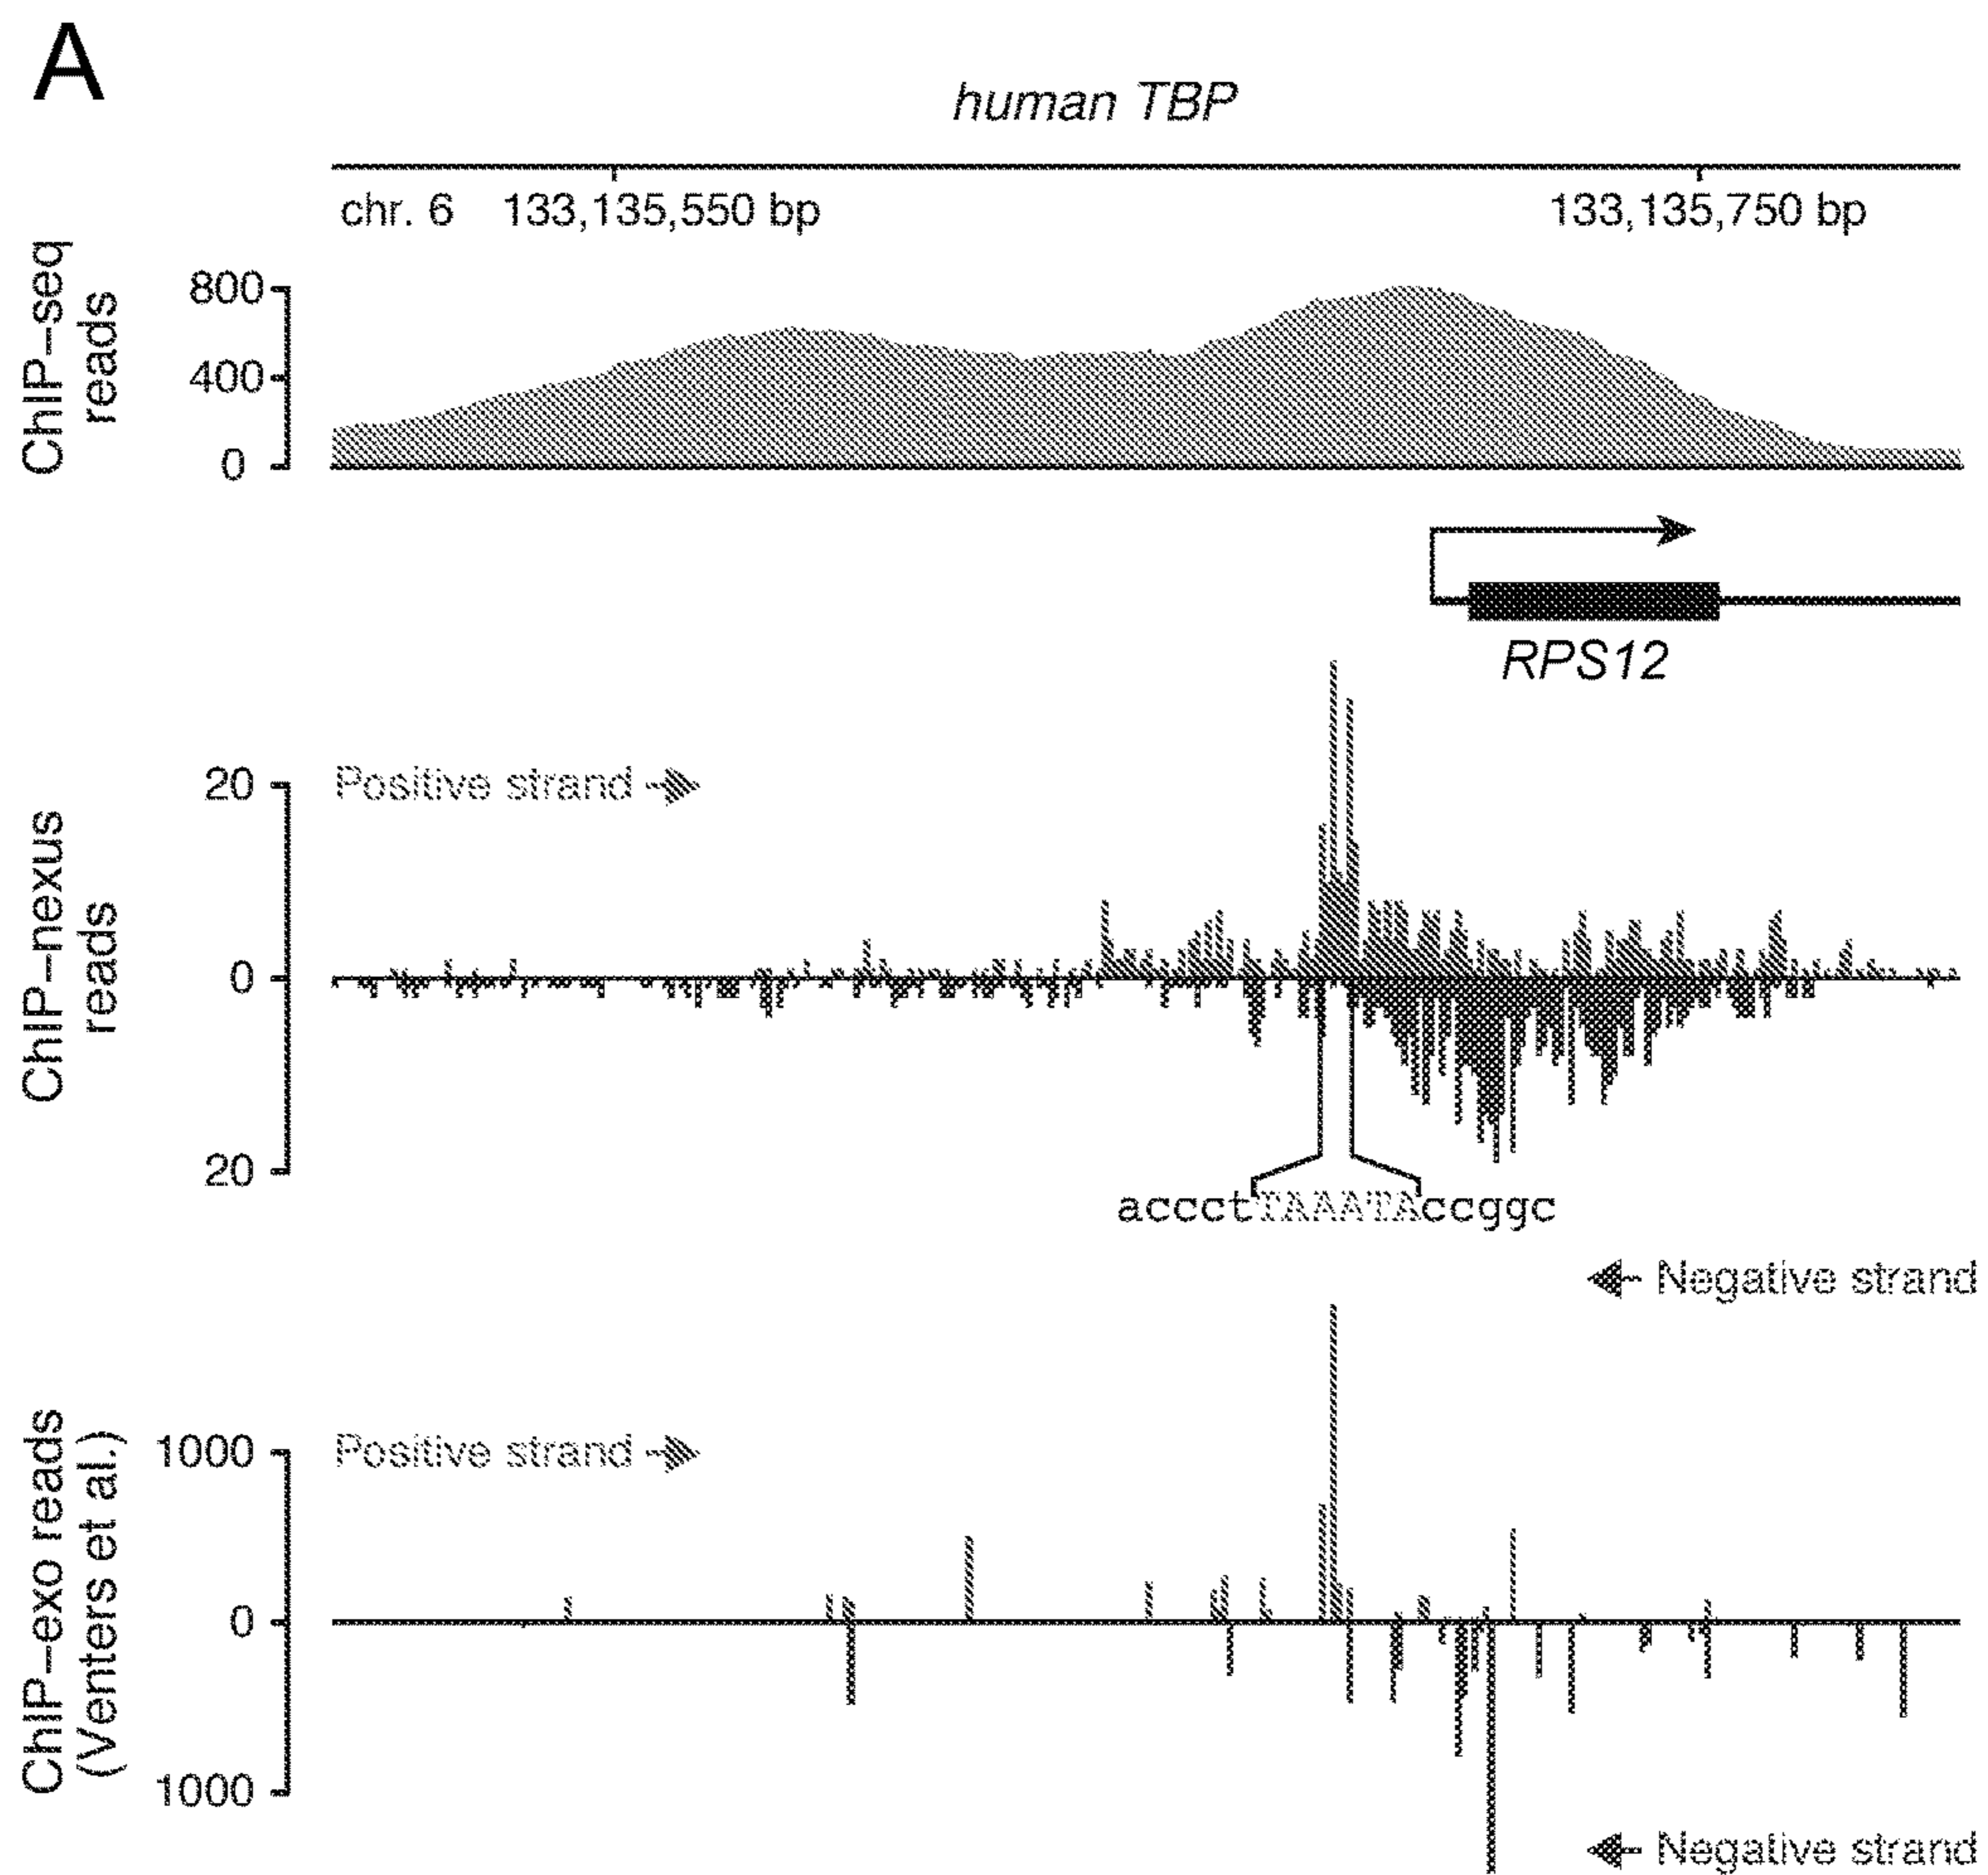 A
human TBP
chr. 6 133,135,550 bp 133,135,750 bp
ChIP-seq
reads
800
400
0
RPS12
ChIP-nexus
reads
20
0
20
Positive strand
accctTAAATAccggc
Negative strand
ChIP-exo reads
(Venters et al.)
1000
0
1000
Positive strand
Negative strand